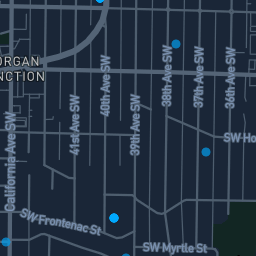 ORGAN
NCTION
California Ave SW
41st Ave SW
40th Ave SW
39th Ave SW
38th Ave SW
37th Ave SW
36th Ave SW
SW Ho
SW Frontenac St
SW Myrtle St